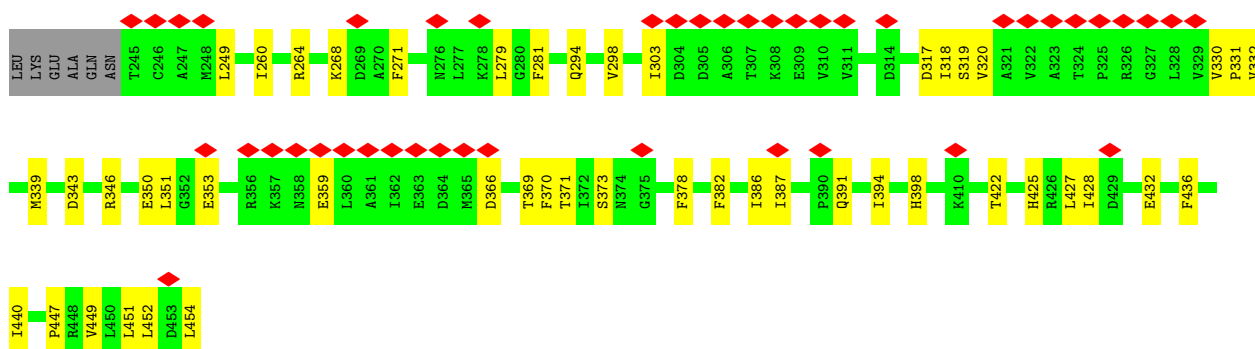 LEU LYS GLU ALA GLN ASN T245 C246 A247 M248 L249 I260 R264 K268 D269 A270 F271 N276 L277 K278 L279 G280 F281 Q294 V298 I303 D304 D305 A306 T307 K308 E309 V310 V311 D314 D317 I318 S319 V320 A321 V322 A323 T324 P325 R326 G327 L328 V329 V330 P331 V332
M339 D343 R346 E350 L351 G352 E353 R356 K357 N358 E359 L360 A361 I362 E363 D364 M365 D366 T369 F370 T371 I372 S373 N374 G375 F378 F382 I386 I387 P390 Q391 I394 H398 K410 T422 H425 R426 L427 I428 D429 E432 F436
I440 P447 R448 V449 L450 L451 L452 D453 L454